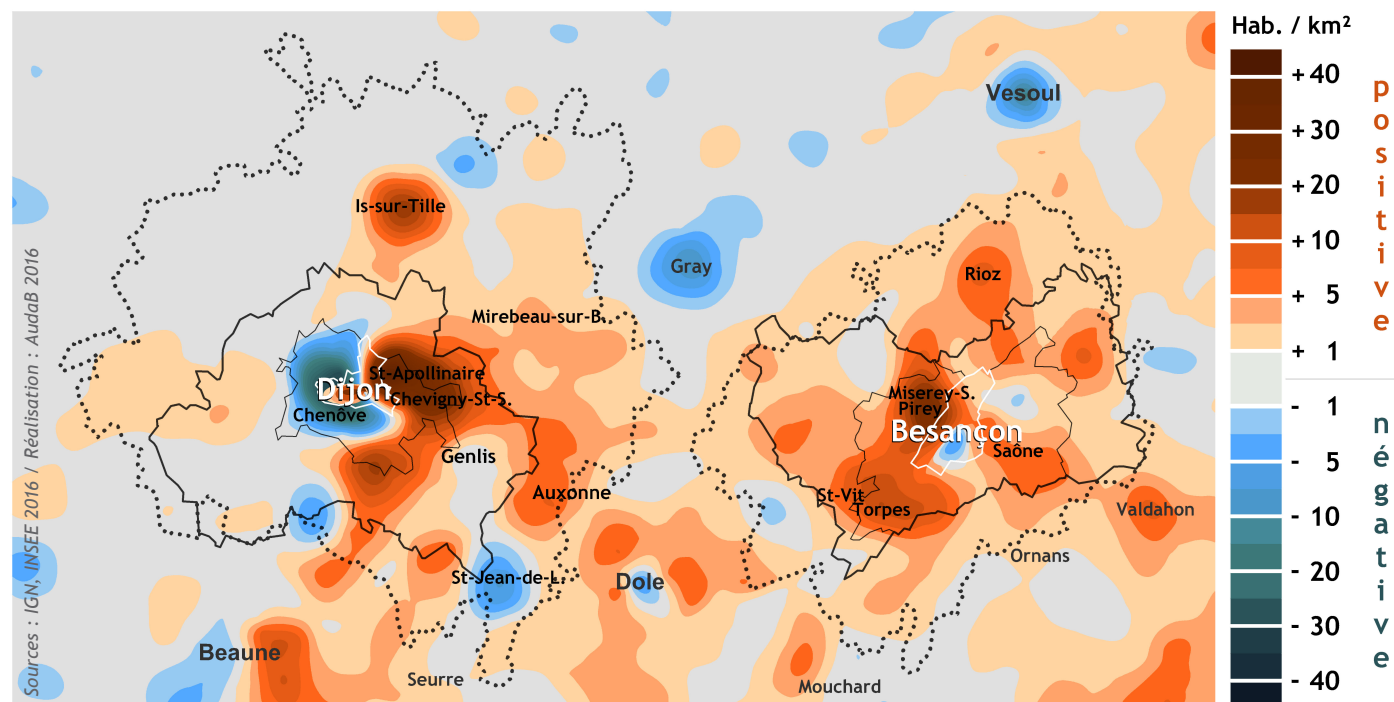 Hab. / km²
Vesoul
+ 40
+ 30
+ 20
+ 10
+ 5
+ 1
- 1
- 5
- 10
- 20
- 30
- 40
positive
négative
Is-sur-Tille
Gray
Rioz
Mirebeau-sur-B.
St-Apollinaire
Dijon
Chevigny-St-S.
Chenôve
Miserey-S.
Pirey
Besançon
Saône
Genlis
Auxonne
St-Vit
Torpes
Valdahon
Ornans
St-Jean-de-L.
Dole
Beaune
Seurre
Mouchard
Sources : IGN, INSEE 2016 / Réalisation : AudaB 2016